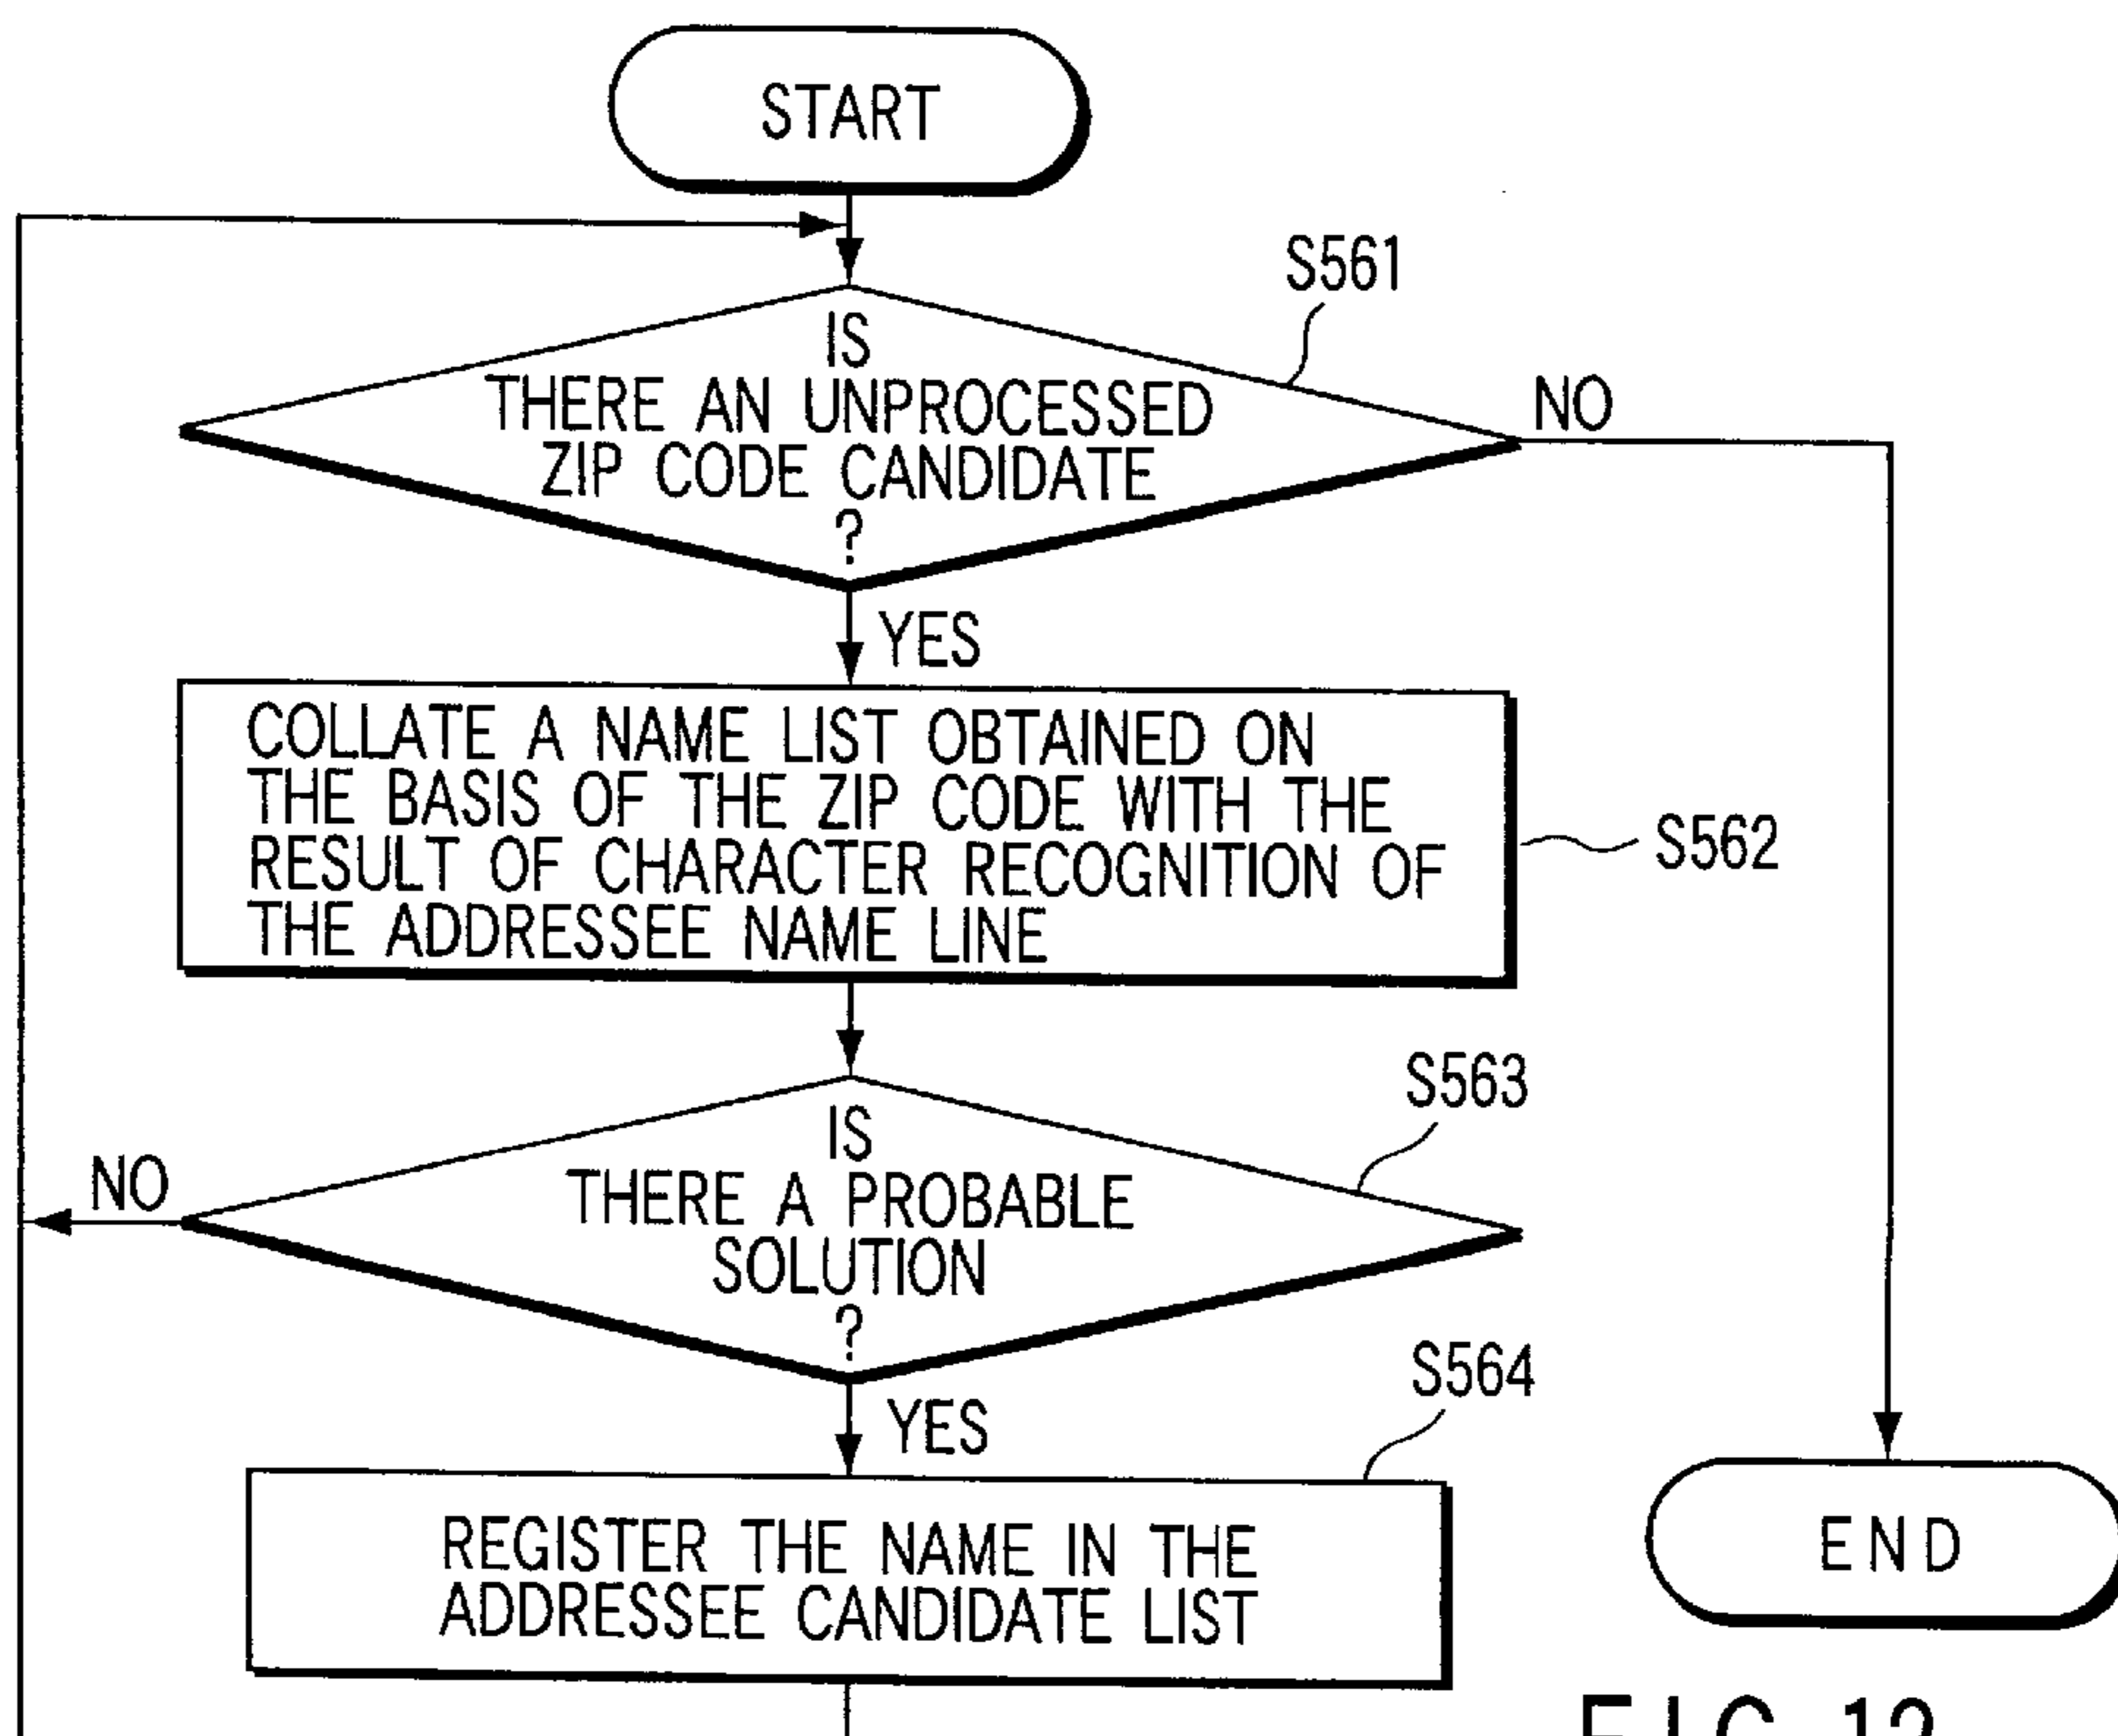 START
S561
IS
THERE AN UNPROCESSED
ZIP CODE CANDIDATE
?
NO
YES
COLLATE A NAME LIST OBTAINED ON
THE BASIS OF THE ZIP CODE WITH THE
RESULT OF CHARACTER RECOGNITION OF
THE ADDRESSEE NAME LINE
S562
S563
IS
THERE A PROBABLE
SOLUTION
?
NO
YES
S564
REGISTER THE NAME IN THE
ADDRESSEE CANDIDATE LIST
END